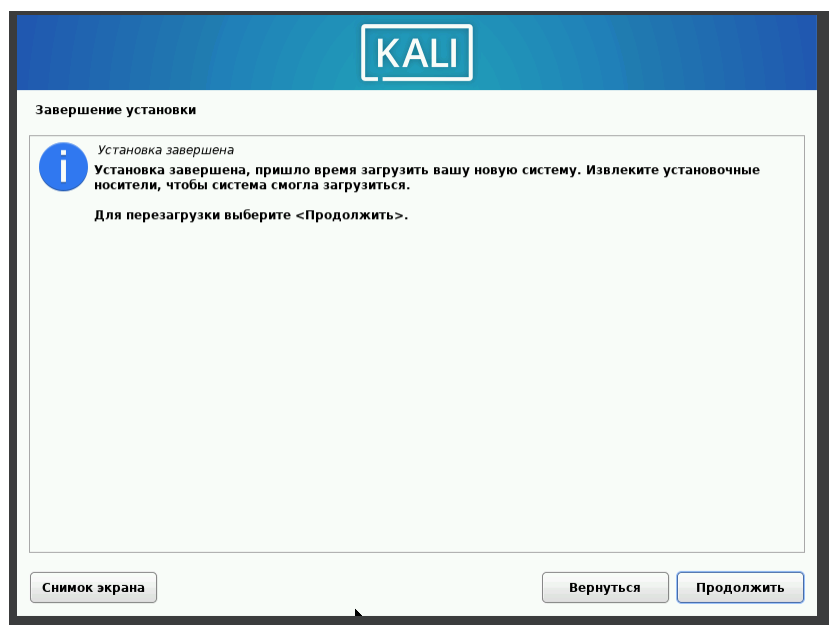 KALI
Завершение установки
Установка завершена
Установка завершена, пришло время загрузить вашу новую систему. Извлеките установочные
носители, чтобы система смогла загрузиться.
Для перезагрузки выберите <Продолжить>.
Снимок экрана
Вернуться
Продолжить